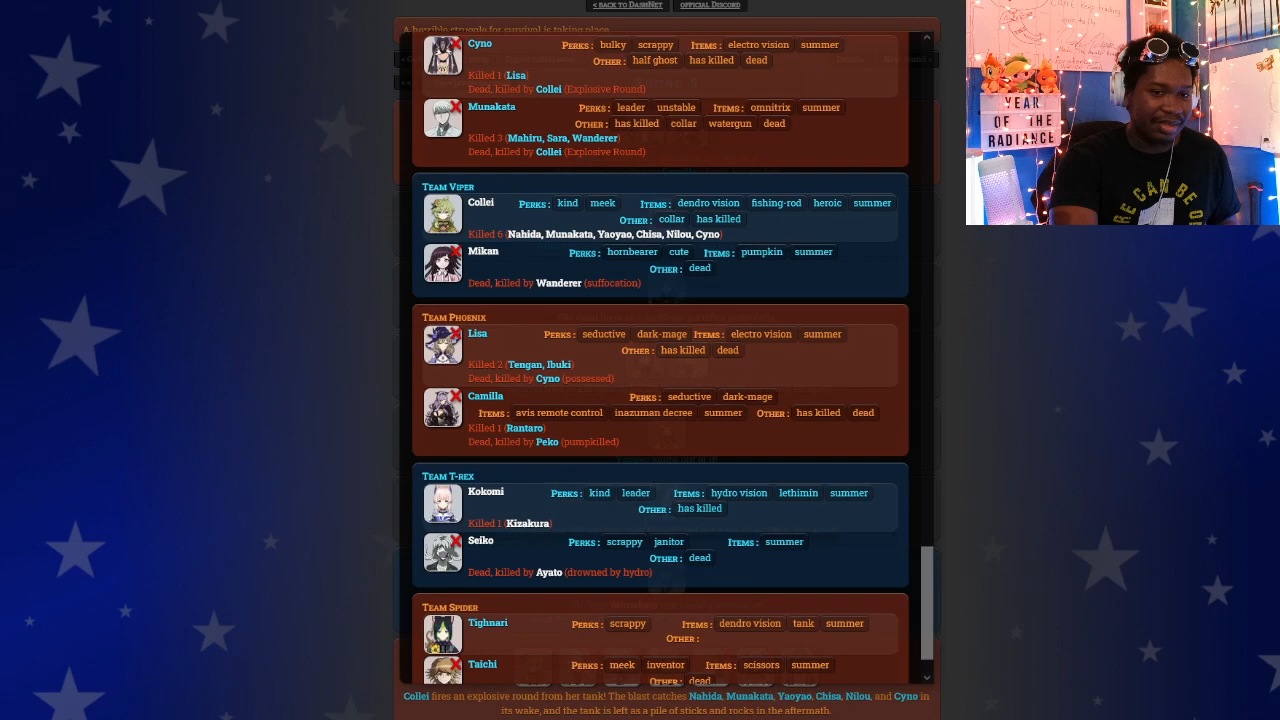 < BACK TO DASHNET OFFICIAL DISCORD
A horrible struggle for survival is taking place
Cyno PERKS: bulky scrappy ITEMS: electro vision summer
OTHER: half ghost has killed dead
Killed 1 (Lisa)
Dead, killed by Collei (Explosive Round)
Munakata PERKS: leader unstable ITEMS: omnitrix summer
OTHER: has killed collar watergun dead
Killed 3 (Mahiru, Sara, Wanderer)
Dead, killed by Collei (Explosive Round)
TEAM VIPER
Collei PERKS: kind meek ITEMS: dendro vision fishing-rod heroic summer
OTHER: collar has killed
Killed 6 (Nahida, Munakata, Yaoyao, Chisa, Nilou, Cyno)
Mikan PERKS: hornbearer cute ITEMS: pumpkin summer
OTHER: dead
Dead, killed by Wanderer (suffocation)
TEAM PHOENIX
Lisa PERKS: seductive dark-mage ITEMS: electro vision summer
OTHER: has killed dead
Killed 2 (Tengan, Ibuki)
Dead, killed by Cyno (possessed)
Camilla PERKS: seductive dark-mage
ITEMS: avis remote control inazuman decree summer OTHER: has killed dead
Killed 1 (Rantaro)
Dead, killed by Peko (pumpkilled)
TEAM T-REX
Kokomi PERKS: kind leader ITEMS: hydro vision lethimin summer
OTHER: has killed
Killed 1 (Kizakura)
Seiko PERKS: scrappy janitor ITEMS: summer
OTHER: dead
Dead, killed by Ayato (drowned by hydro)
TEAM SPIDER
Tighnari PERKS: scrappy ITEMS: dendro vision tank summer
OTHER:
Taichi PERKS: meek inventor ITEMS: scissors summer
OTHER: dead
Collei fires an explosive round from her tank! The blast catches Nahida, Munakata, Yaoyao, Chisa, Nilou, and Cyno in
its wake, and the tank is left as a pile of sticks and rocks in the aftermath.
YEAR
OF THE
RADIANCE
RE CAN BE